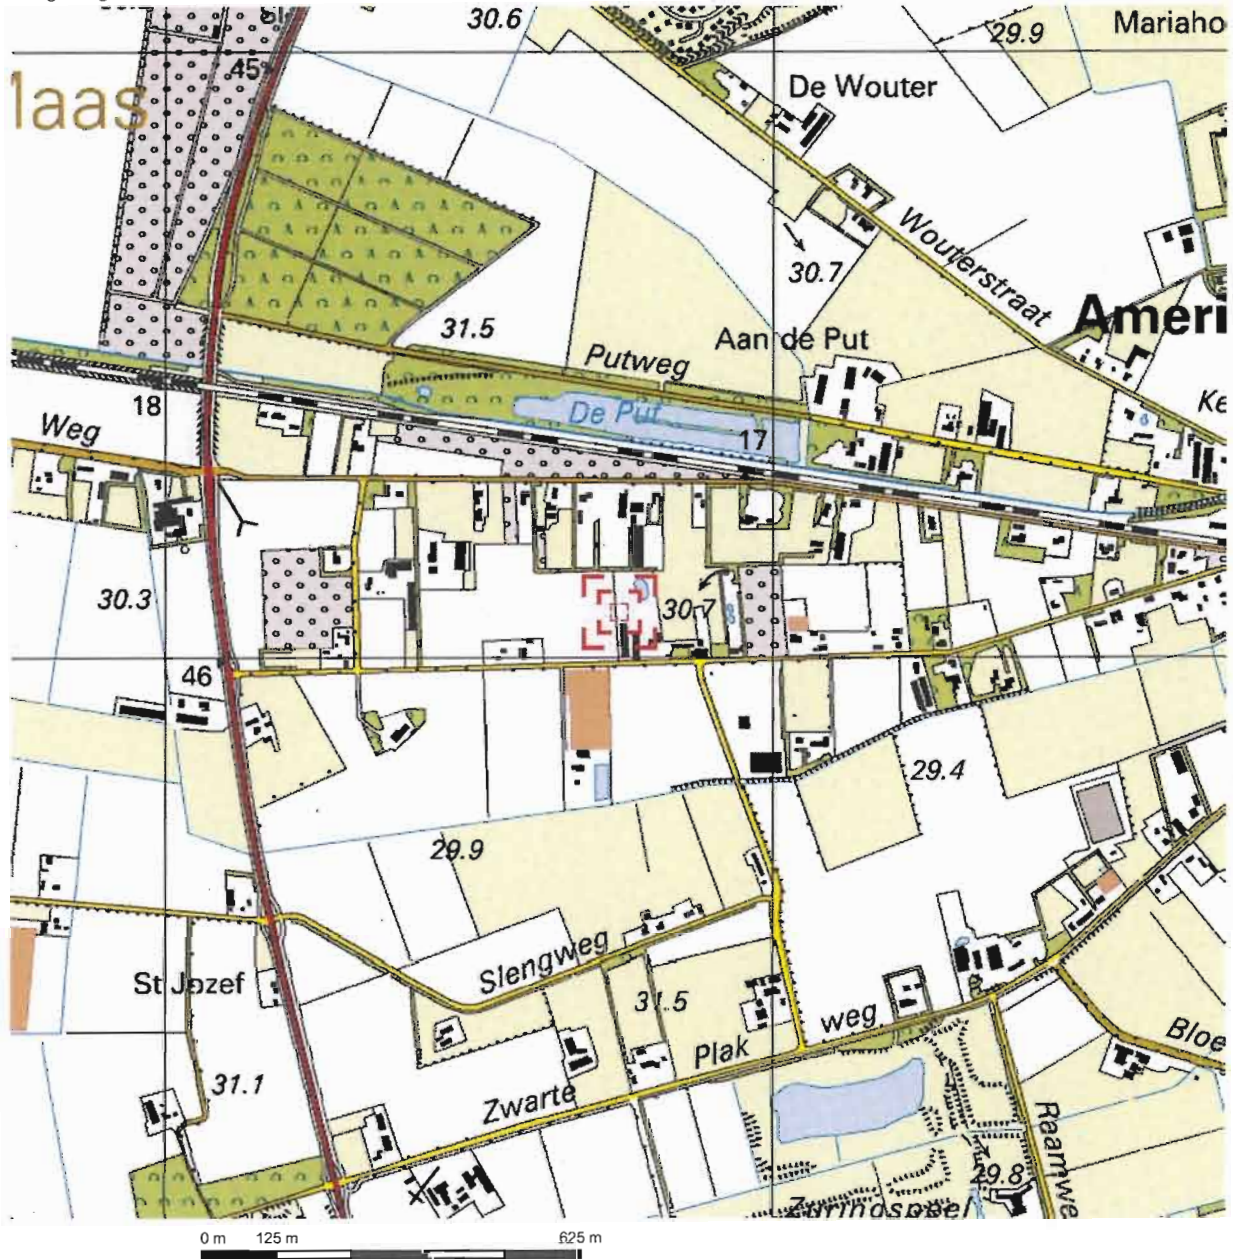 30.6
29.9
Mariaho
45
De Wouter
laas
Wouterstraat
30.7
Ameri
31.5
Aan de Put
Putweg
18
De Put
Ke
Weg
17
30.3
30.7
46
29.4
29.9
Slengweg
St Jozef
31.5
weg
Plak
Bloe
31.1
Zwarte
Raamwe
29.8
0 m 125 m 625 m